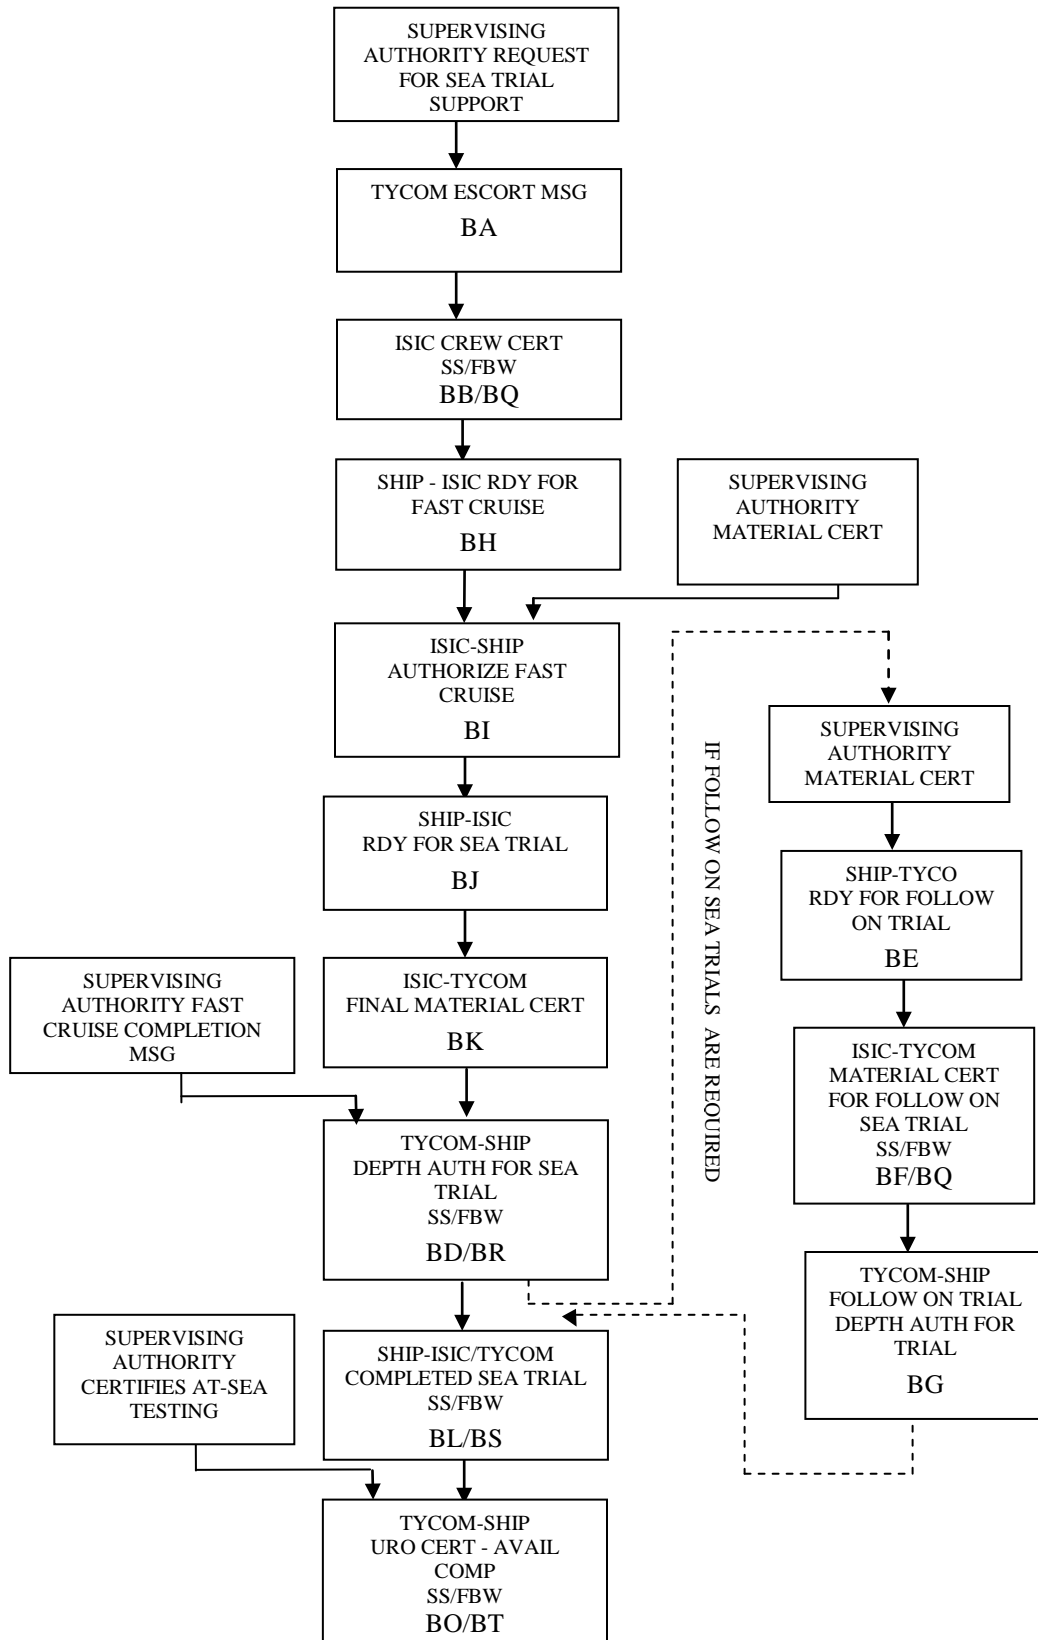 SUPERVISING
AUTHORITY REQUEST
FOR SEA TRIAL
SUPPORT
TYCOM ESCORT MSG
BA
ISIC CREW CERT
SS/FBW
BB/BQ
SHIP - ISIC RDY FOR
FAST CRUISE
BH
SUPERVISING
AUTHORITY
MATERIAL CERT
ISIC-SHIP
AUTHORIZE FAST
CRUISE
BI
SHIP-ISIC
RDY FOR SEA TRIAL
BJ
ISIC-TYCOM
FINAL MATERIAL CERT
BK
SUPERVISING
AUTHORITY FAST
CRUISE COMPLETION
MSG
TYCOM-SHIP
DEPTH AUTH FOR SEA
TRIAL
SS/FBW
BD/BR
IF FOLLOW ON SEA TRIALS ARE REQUIRED
SUPERVISING
AUTHORITY
MATERIAL CERT
SHIP-TYCO
RDY FOR FOLLOW
ON TRIAL
BE
ISIC-TYCOM
MATERIAL CERT
FOR FOLLOW ON
SEA TRIAL
SS/FBW
BF/BQ
TYCOM-SHIP
FOLLOW ON TRIAL
DEPTH AUTH FOR
TRIAL
BG
SHIP-ISIC/TYCOM
COMPLETED SEA TRIAL
SS/FBW
BL/BS
SUPERVISING
AUTHORITY
CERTIFIES AT-SEA
TESTING
TYCOM-SHIP
URO CERT - AVAIL
COMP
SS/FBW
BO/BT